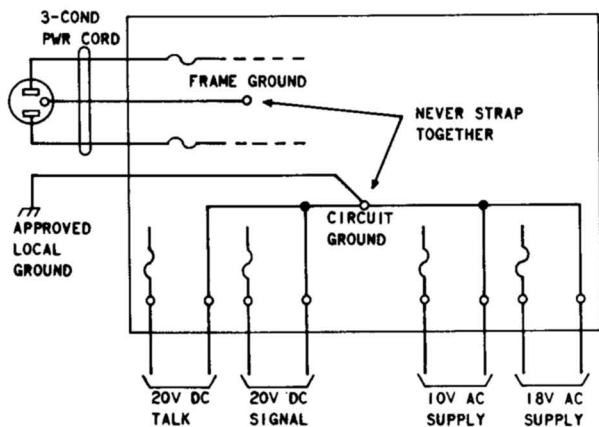 3-COND
PWR CORD
FRAME GROUND
NEVER STRAP
TOGETHER
APPROVED
LOCAL
GROUND
CIRCUIT
GROUND
20V DC
TALK
20V DC
SIGNAL
10V AC
SUPPLY
18V AC
SUPPLY